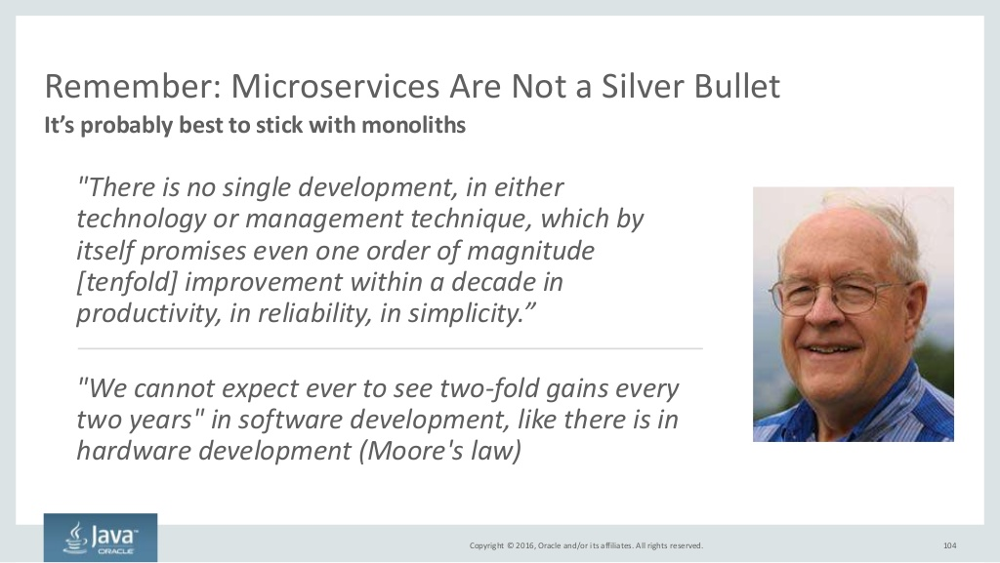 Remember: Microservices Are Not a Silver Bullet
It’s probably best to stick with monoliths
"There is no single development, in either
technology or management technique, which by
itself promises even one order of magnitude
[tenfold] improvement within a decade in
productivity, in reliability, in simplicity.”
"We cannot expect ever to see two-fold gains every
two years" in software development, like there is in
hardware development (Moore's law)
Java™
ORACLE
Copyright © 2016, Oracle and/or its affiliates. All rights reserved.
104